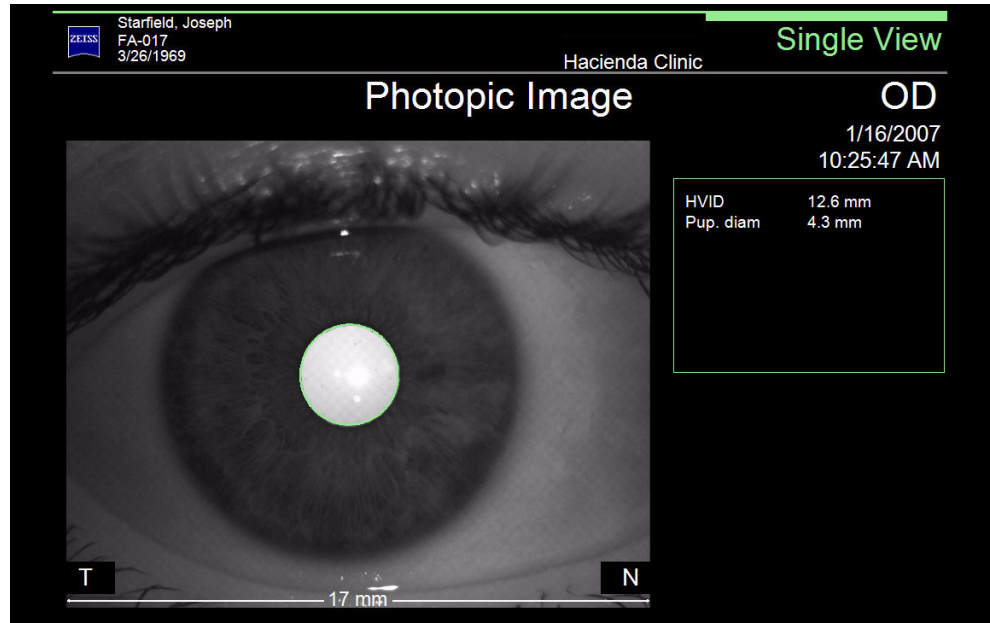 ZEISS
Starfield, Joseph
FA-017
3/26/1969
Hacienda Clinic
Single View
Photopic Image
OD
1/16/2007
10:25:47 AM
HVID 12.6 mm
Pup. diam 4.3 mm
T
N
17 mm